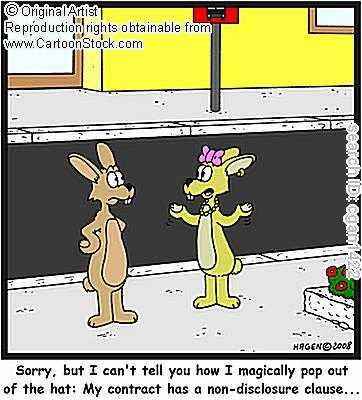 © Original Artist
Reproduction rights obtainable from
www.CartoonStock.com
HAGEN©2008
Sorry, but I can't tell you how I magically pop out
of the hat: My contract has a non-disclosure clause...